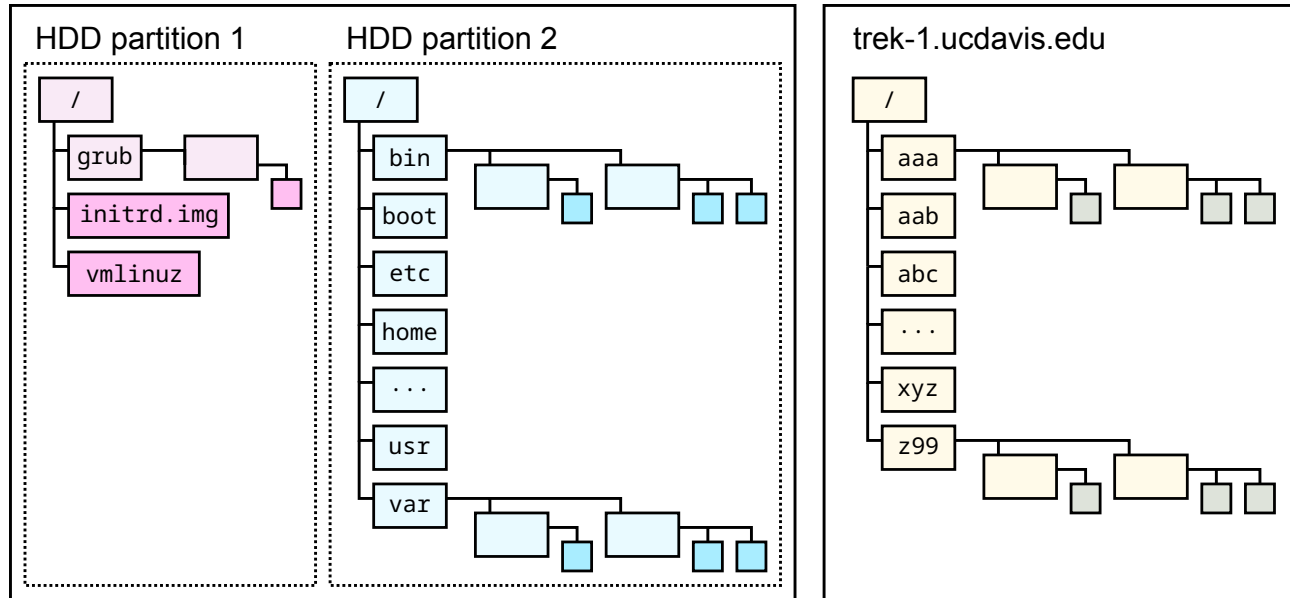 HDD partition 1
/
grub
initrd.img
vmlinuz
HDD partition 2
/
bin
boot
etc
home
...
usr
var
trek-1.ucdavis.edu
/
aaa
aab
abc
...
xyz
z99